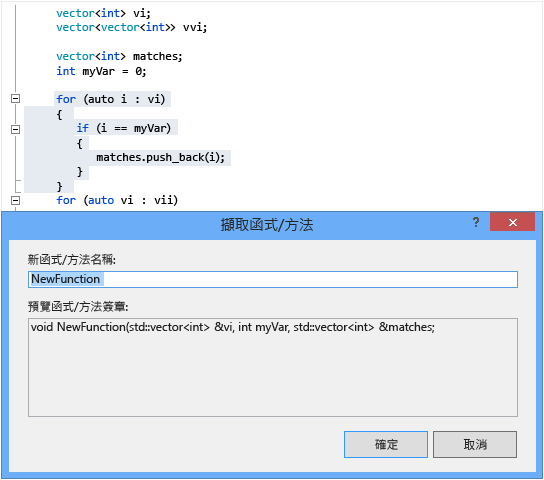 vector<int> vi;
vector<vector<int>> vvi;
vector<int> matches;
int myVar = 0;
for (auto i : vi)
{
if (i == myVar)
{
matches.push_back(i);
}
}
for (auto vi : vii)
擷取函式/方法
?
新函式/方法名稱:
NewFunction
預覽函式/方法簽章:
void NewFunction(std::vector<int> &vi, int myVar, std::vector<int> &matches;
確定 取消